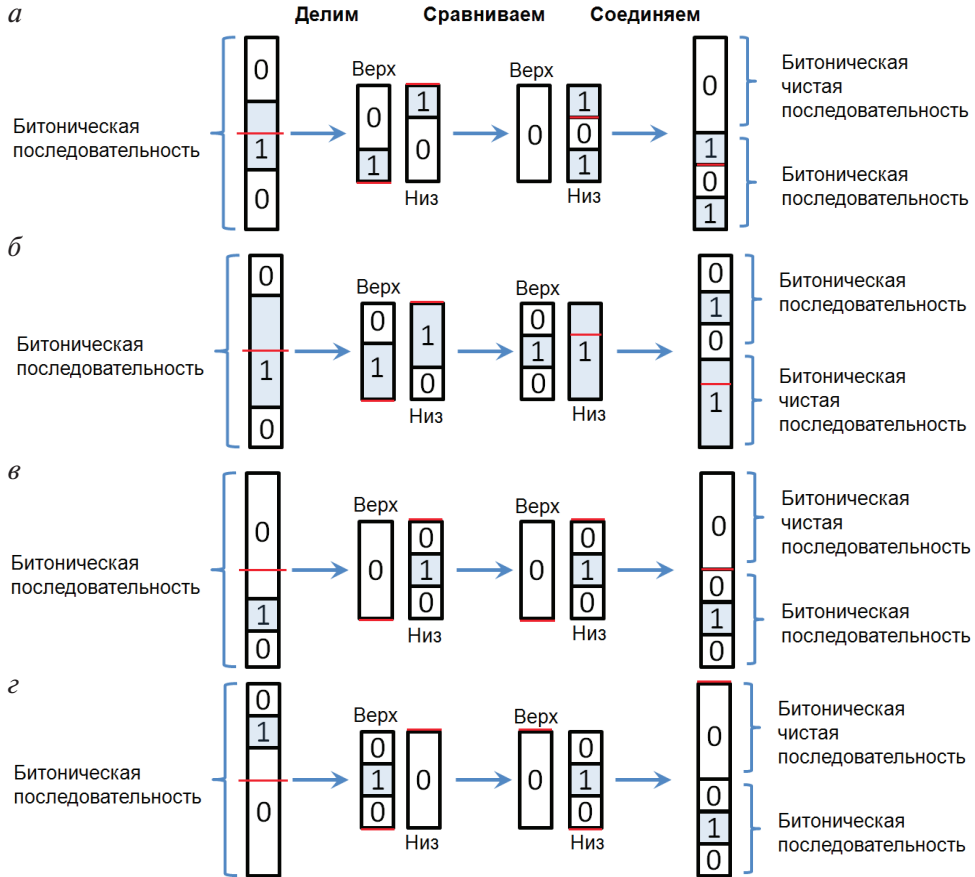 а
Делим Сравниваем Соединяем
0
1
0
Битоническая
последовательность
Верх
0
1
1
0
Низ
Верх
0
1
0
1
Низ
0
1
0
1
Битоническая
чистая
последовательность
Битоническая
последовательность
б
0
1
0
Битоническая
последовательность
Верх
0
1
1
0
Низ
Верх
0
1
0
1
Низ
0
1
0
1
Битоническая
последовательность
Битоническая
чистая
последовательность
в
0
1
0
Битоническая
последовательность
Верх
0
0
1
0
Низ
Верх
0
0
1
0
Низ
0
0
1
0
Битоническая
чистая
последовательность
Битоническая
последовательность
г
0
1
0
Битоническая
последовательность
Верх
0
1
0
0
Низ
Верх
0
0
1
0
Низ
0
0
1
0
Битоническая
чистая
последовательность
Битоническая
последовательность